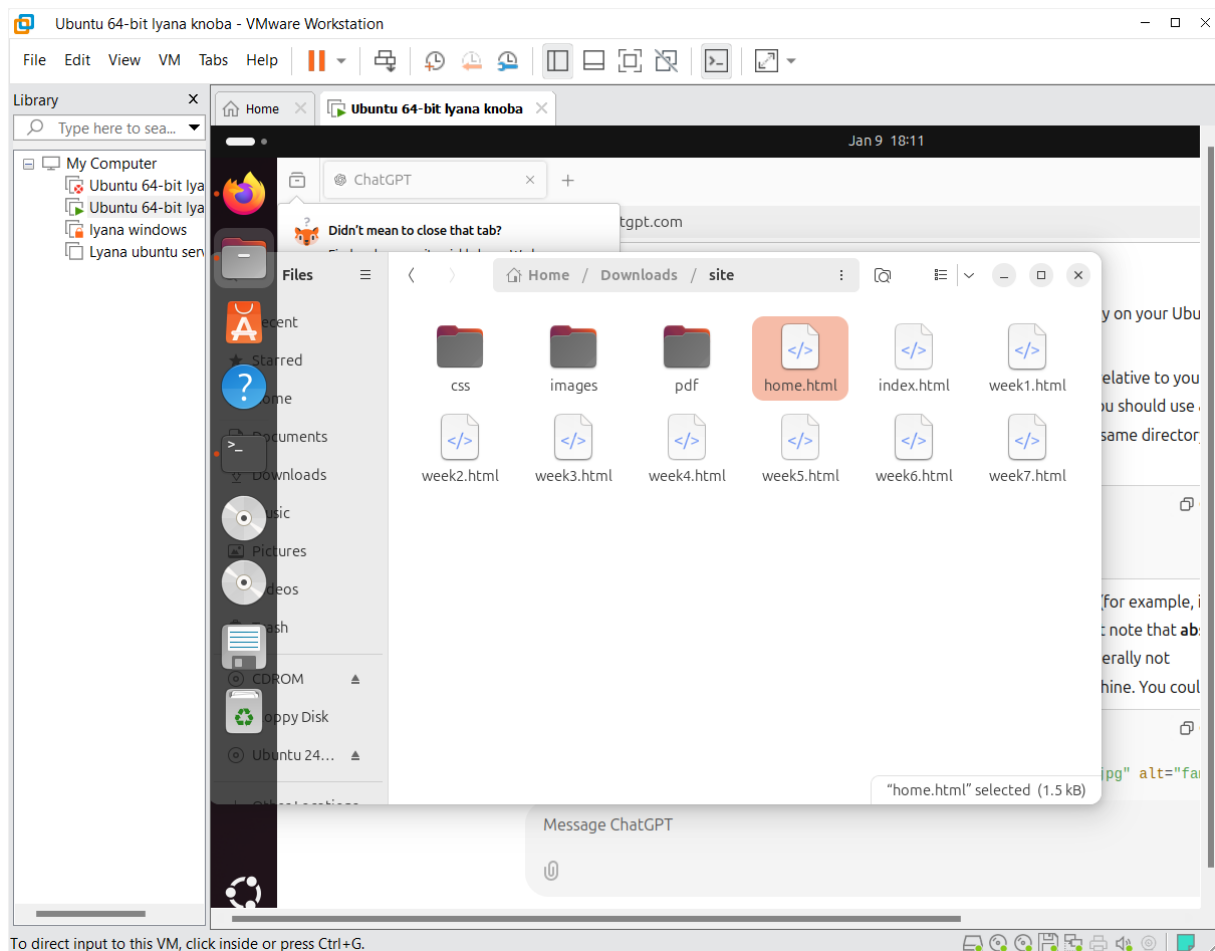 Ubuntu 64-bit lyana knoba - VMware Workstation
File Edit View VM Tabs Help
Library
Type here to sea...
My Computer
Ubuntu 64-bit lya
Ubuntu 64-bit lya
lyana windows
Lyana ubuntu serv
Home
Ubuntu 64-bit lyana knoba
Jan 9 18:11
ChatGPT
Didn't mean to close that tab?
tgpt.com
Files
Home / Downloads / site
ecent
Starred
ome
Documents
Downloads
usic
Pictures
deos
ash
CDROM
oppy Disk
Ubuntu 24...
css images pdf home.html index.html week1.html
week2.html week3.html week4.html week5.html week6.html week7.html
"home.html" selected (1.5 kB)
y on your Ubu
elative to you
ou should use
same director
(for example, i
t note that ab
erally not
hine. You coul
jpg" alt="fa
Message ChatGPT
To direct input to this VM, click inside or press Ctrl+G.